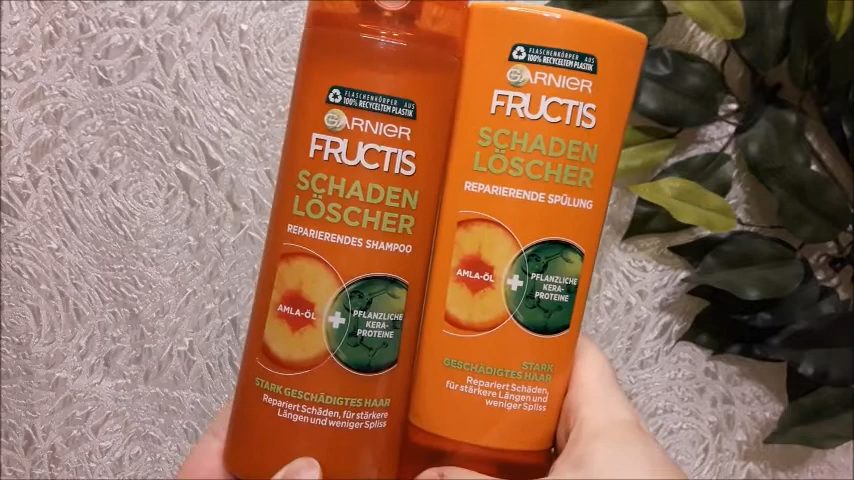 FLASCHENKÖRPER AUS
100% RECYCELTEM PLASTIK
GARNIER
FRUCTIS
SCHADEN
LÖSCHER
REPARIERENDES SHAMPOO
AMLA-ÖL
+
PFLANZLICHE
KERA-
PROTEINE
STARK GESCHÄDIGTES HAAR
Repariert Schäden, für stärkere
Längen und weniger Spliss
FLASCHENKÖRPER AUS
100% RECYCELTEM PLASTIK
GARNIER
FRUCTIS
SCHADEN
LÖSCHER
REPARIERENDE SPÜLUNG
AMLA-ÖL
+
PFLANZLICHE
KERA-
PROTEINE
STARK
GESCHÄDIGTES HAAR
Repariert Schäden,
für stärkere Längen und
weniger Spliss